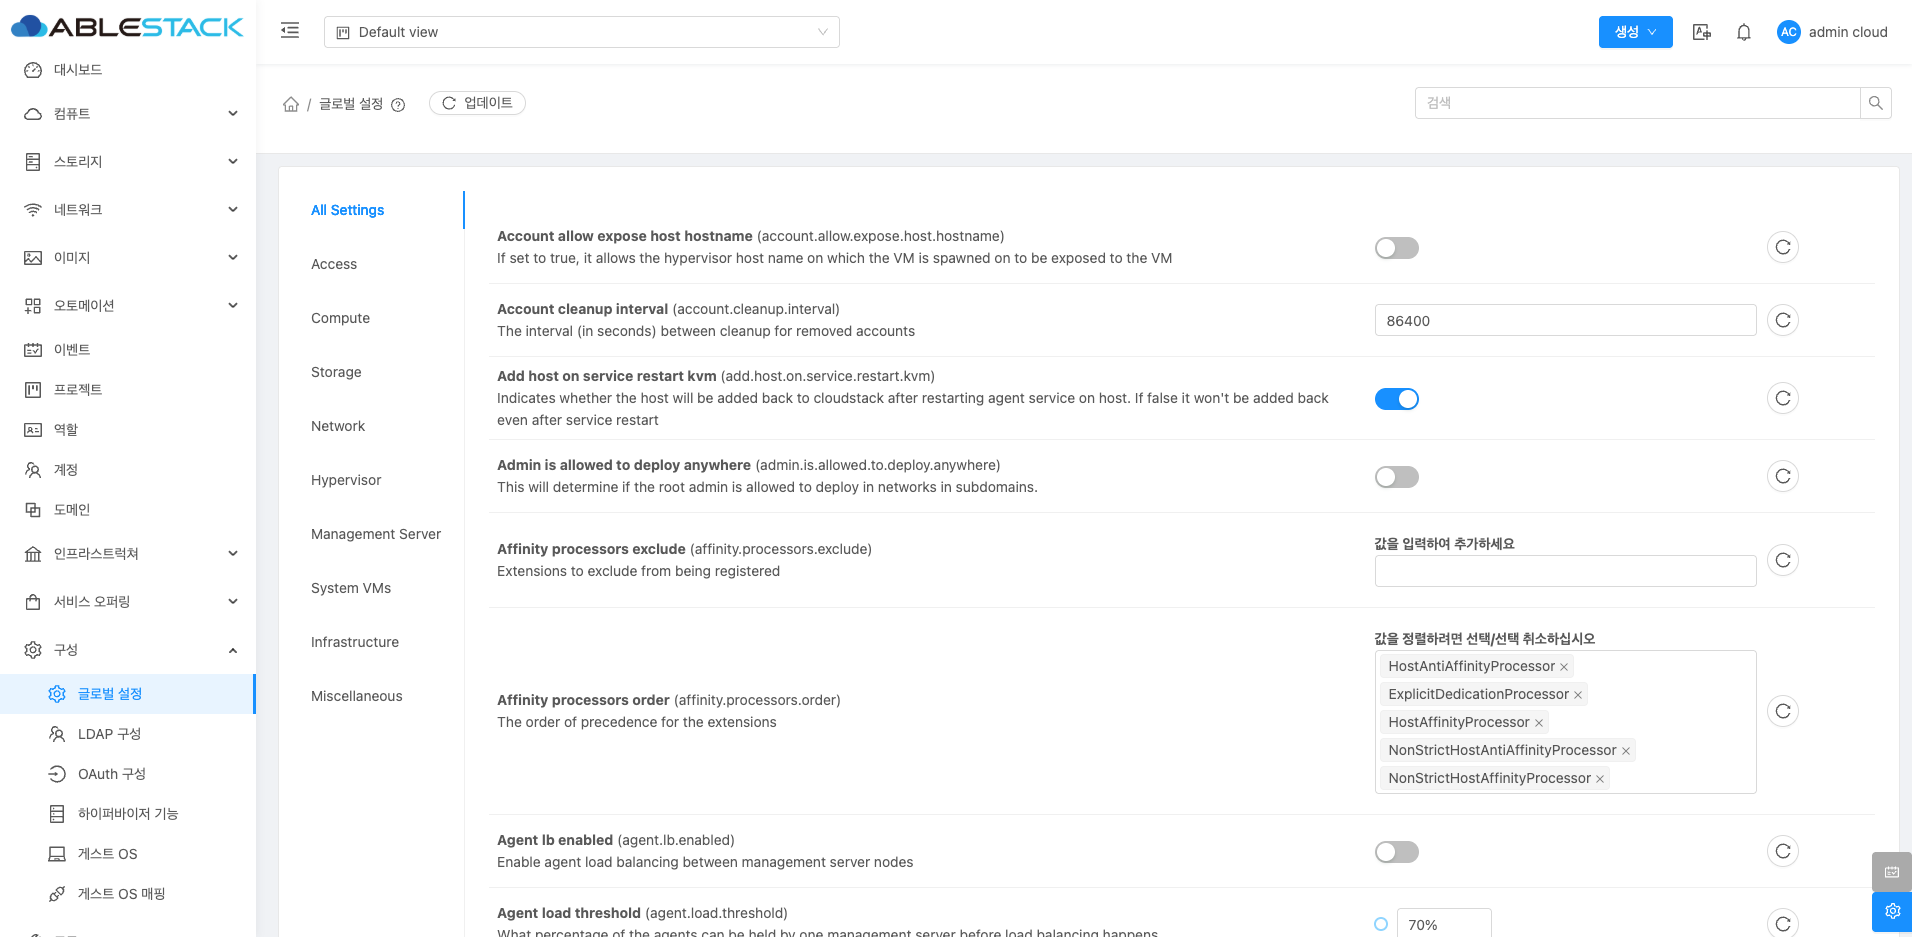 ABLESTACK
Default view
생성
AC
admin cloud
대시보드
컴퓨트
스토리지
네트워크
이미지
오토메이션
이벤트
프로젝트
역할
계정
도메인
인프라스트럭쳐
서비스 오퍼링
구성
글로벌 설정
LDAP 구성
OAuth 구성
하이퍼바이저 기능
게스트 OS
게스트 OS 매핑
/ 글로벌 설정
업데이트
검색
All Settings
Access
Compute
Storage
Network
Hypervisor
Management Server
System VMs
Infrastructure
Miscellaneous
Account allow expose host hostname (account.allow.expose.host.hostname)
If set to true, it allows the hypervisor host name on which the VM is spawned on to be exposed to the VM
Account cleanup interval (account.cleanup.interval)
The interval (in seconds) between cleanup for removed accounts
86400
Add host on service restart kvm (add.host.on.service.restart.kvm)
Indicates whether the host will be added back to cloudstack after restarting agent service on host. If false it won't be added back
even after service restart
Admin is allowed to deploy anywhere (admin.is.allowed.to.deploy.anywhere)
This will determine if the root admin is allowed to deploy in networks in subdomains.
Affinity processors exclude (affinity.processors.exclude)
Extensions to exclude from being registered
값을 입력하여 추가하세요
Affinity processors order (affinity.processors.order)
The order of precedence for the extensions
값을 정렬하려면 선택/선택 취소하십시오
HostAntiAffinityProcessor
ExplicitDedicationProcessor
HostAffinityProcessor
NonStrictHostAntiAffinityProcessor
NonStrictHostAffinityProcessor
Agent lb enabled (agent.lb.enabled)
Enable agent load balancing between management server nodes
Agent load threshold (agent.load.threshold)
What percentage of the agents can be held by one management server before load balancing happens
70%